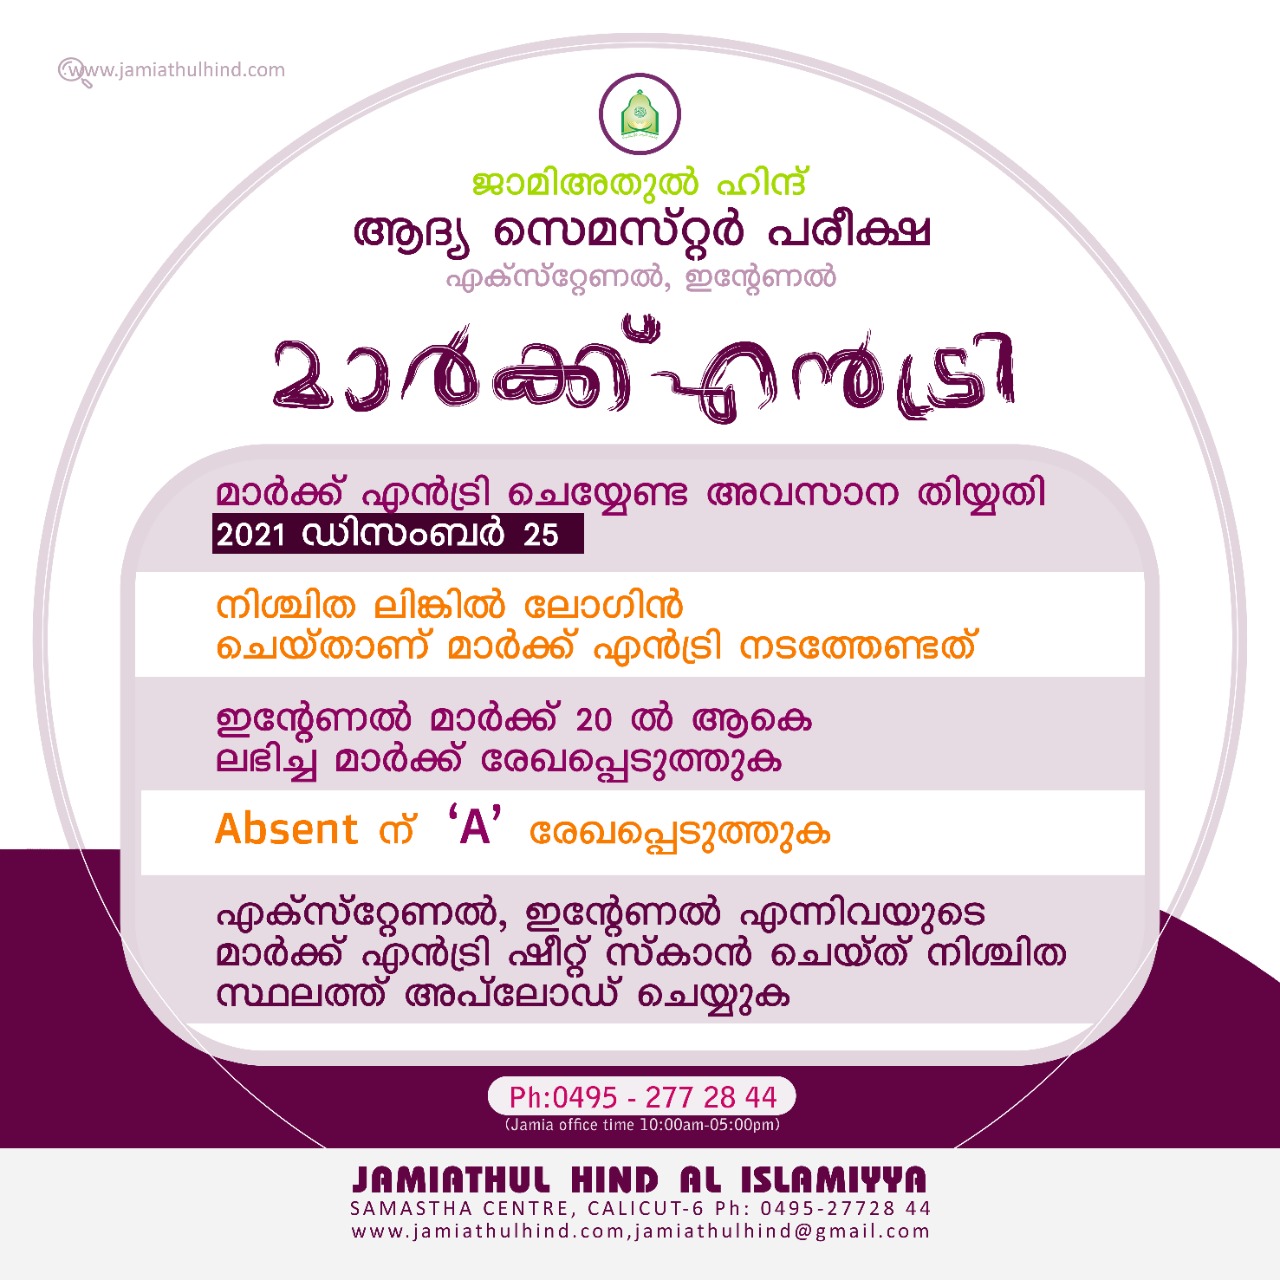 www.jamiathulhind.com
ജാമിഅതുൽ ഹിന്ദ്
ആദ്യ സെമസ്റ്റർ പരീക്ഷ
എക്സ്റ്റേണൽ, ഇന്റേണൽ
മാർക്ക് എൻട്രി
മാർക്ക് എൻട്രി ചെയ്യേണ്ട അവസാന തിയ്യതി
2021 ഡിസംബർ 25
നിശ്ചിത ലിങ്കിൽ ലോഗിൻ
ചെയ്താണ് മാർക്ക് എൻട്രി നടത്തേണ്ടത്
ഇന്റേണൽ മാർക്ക് 20 ൽ ആകെ
ലഭിച്ച മാർക്ക് രേഖപ്പെടുത്തുക
Absent ന് ‘A’ രേഖപ്പെടുത്തുക
എക്സ്റ്റേണൽ, ഇന്റേണൽ എന്നിവയുടെ
മാർക്ക് എൻട്രി ഷീറ്റ് സ്കാൻ ചെയ്ത് നിശ്ചിത
സ്ഥലത്ത് അപ്ലോഡ് ചെയ്യുക
Ph:0495 - 277 28 44
(Jamia office time 10:00am-05:00pm)
JAMIATHUL HIND AL ISLAMIYYA
SAMASTHA CENTRE, CALICUT-6 Ph: 0495-27728 44
www.jamiathulhind.com,jamiathulhind@gmail.com